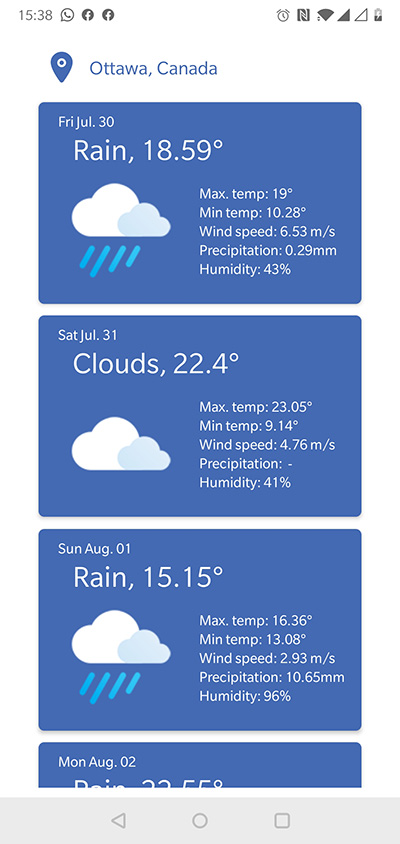 15:38
Ottawa, Canada
Fri Jul. 30
Rain, 18.59°
Max. temp: 19°
Min temp: 10.28°
Wind speed: 6.53 m/s
Precipitation: 0.29mm
Humidity: 43%
Sat Jul. 31
Clouds, 22.4°
Max. temp: 23.05°
Min temp: 9.14°
Wind speed: 4.76 m/s
Precipitation: -
Humidity: 41%
Sun Aug. 01
Rain, 15.15°
Max. temp: 16.36°
Min temp: 13.08°
Wind speed: 2.93 m/s
Precipitation: 10.65mm
Humidity: 96%
Mon Aug. 02
Rain, 22.55°